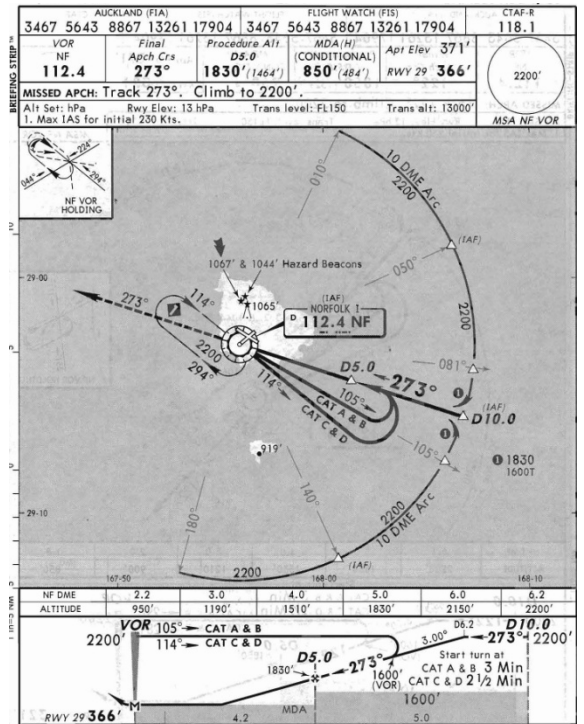 AUCKLAND (FIA) FLIGHT WATCH (FIS) CTAF-R
3467 5643 8867 13261 17904 3467 5643 8867 13261 17904 118.1
BRIEFING STRIP™
VOR NF 112.4
Final Apch Crs 273°
Procedure Alt D5.0 1830' (1464')
MDA(H) (CONDITIONAL) 850' (484')
Apt Elev 371'
RWY 29 366'
2200'
MSA NF VOR
MISSED APCH: Track 273°. Climb to 2200'.
Alt Set: hPa Rwy Elev: 13 hPa Trans level: FL150 Trans alt: 13000'
1. Max IAS for initial 230 Kts.
224°
294°
044°
NF VOR
HOLDING
010°
10 DME Arc
2200
(IAF)
050°
2200
29-00
1067' & 1044' Hazard Beacons
1065'
(IAF)
NORFOLK I
D 112.4 NF
273°
114°
2200
294°
081°
D5.0
273°
105°
CAT A & B
114°
CAT C & D
(IAF)
D10.0
105°
1 1830
1600T
919'
140°
180°
29-10
2200
10 DME Arc
(IAF)
2200
167-50 168-00 168-10
NF DME 2.2 3.0 4.0 5.0 6.0 6.2
ALTITUDE 950' 1190' 1510' 1830' 2150' 2200'
VOR
2200'
105° CAT A & B
114° CAT C & D
D5.0
1830'
273°
1600' (VOR)
3.00°
D6.2
D10.0
273°
2200'
Start turn at
CAT A & B 3 Min
CAT C & D 2 1/2 Min
M
MDA
1600'
RWY 29 366'
4.2 5.0